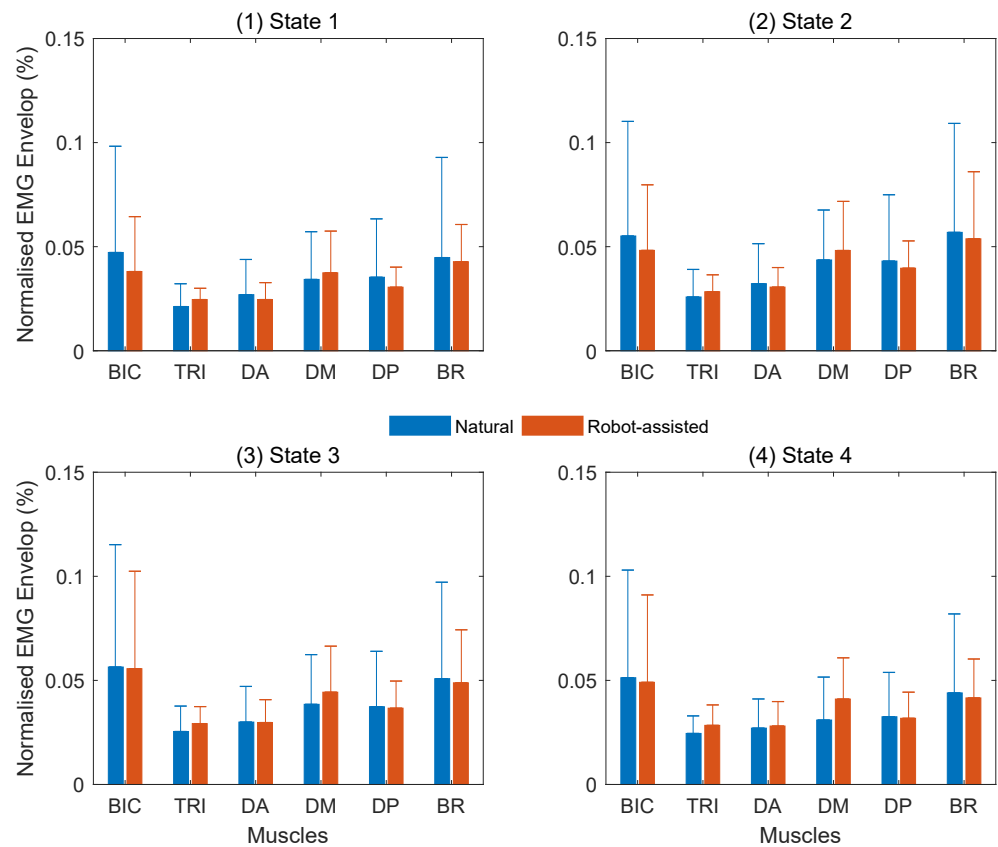 (1) State 1
(2) State 2
Normalised EMG Envelop (%)
0.15
0.1
0.05
0
BIC TRI DA DM DP BR
0.15
0.1
0.05
0
BIC TRI DA DM DP BR
Natural Robot-assisted
(3) State 3
(4) State 4
Normalised EMG Envelop (%)
0.15
0.1
0.05
0
BIC TRI DA DM DP BR
Muscles
0.15
0.1
0.05
0
BIC TRI DA DM DP BR
Muscles